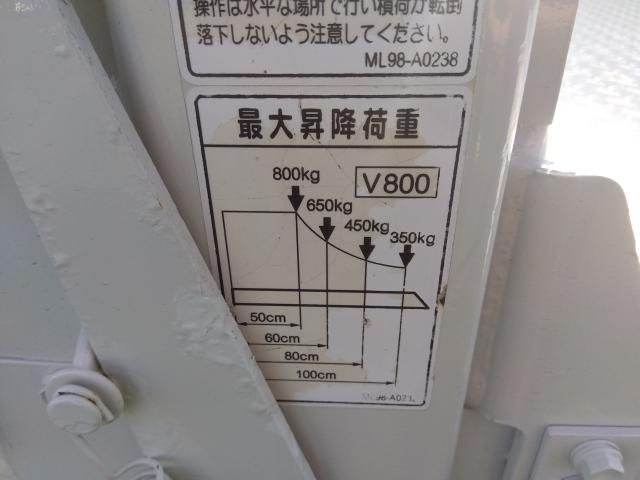 操作は水平な場所で行い積荷が転倒
落下しないよう注意してください。
ML98-A0238
最大昇降荷重
V800
800kg
650kg
450kg
350kg
50cm
60cm
80cm
100cm